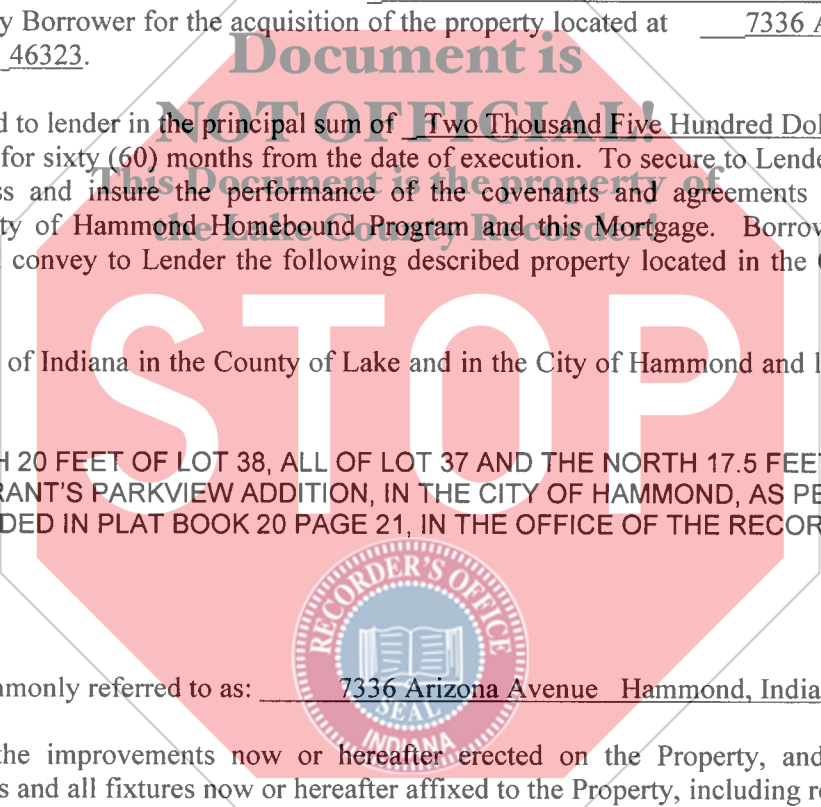 y Borrower for the acquisition of the property located at 7336 A
46323.
Document is
NOT OFFICIAL!
This Document is the property of
the Lake County Recorder!
d to lender in the principal sum of Two Thousand Five Hundred Dol
for sixty (60) months from the date of execution. To secure to Lende
ss and insure the performance of the covenants and agreements
ty of Hammond Homebound Program and this Mortgage. Borrow
convey to Lender the following described property located in the
STOP
of Indiana in the County of Lake and in the City of Hammond and l
H 20 FEET OF LOT 38, ALL OF LOT 37 AND THE NORTH 17.5 FEET
RANT'S PARKVIEW ADDITION, IN THE CITY OF HAMMOND, AS PE
DED IN PLAT BOOK 20 PAGE 21, IN THE OFFICE OF THE RECOR
RECORDER'S OFFICE
SEAL
INDIANA
mmonly referred to as: 7336 Arizona Avenue Hammond, India
the improvements now or hereafter erected on the Property, and
s and all fixtures now or hereafter affixed to the Property, including r